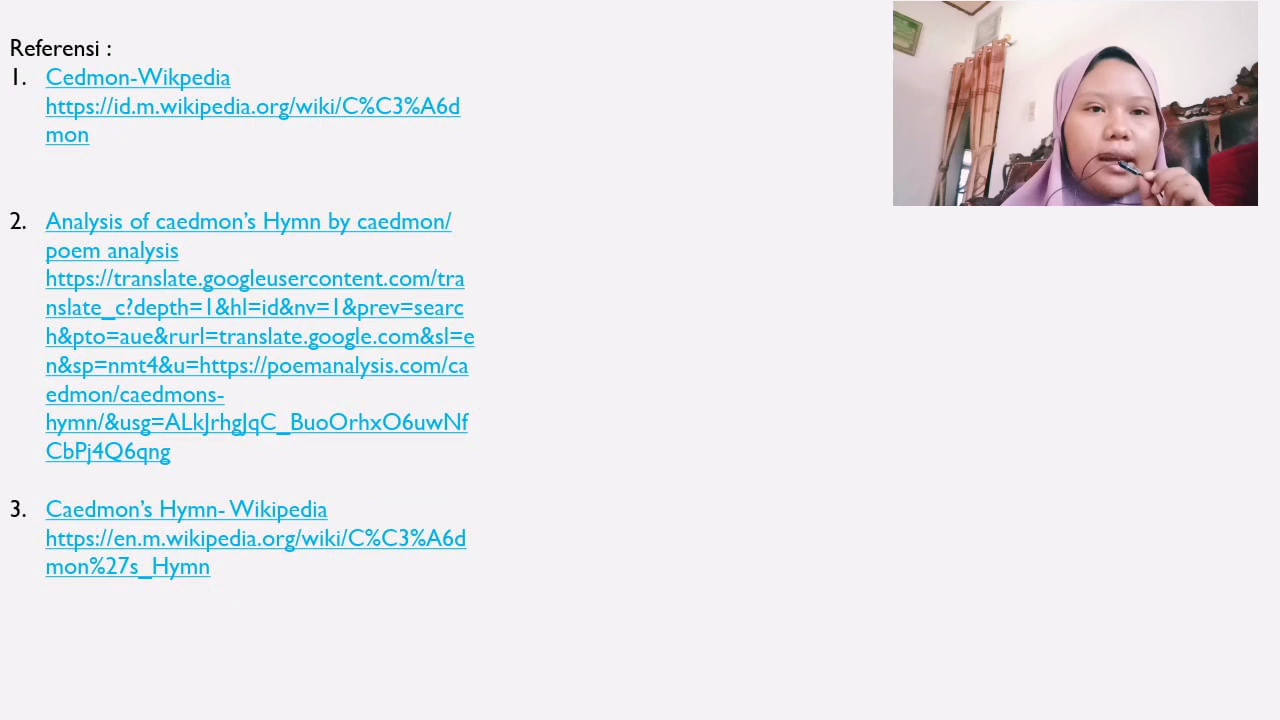 Referensi :
1. Cedmon-Wikpedia
https://id.m.wikipedia.org/wiki/C%C3%A6d
mon
2. Analysis of caedmon’s Hymn by caedmon/
poem analysis
https://translate.googleusercontent.com/tra
nslate_c?depth=1&hl=id&nv=1&prev=searc
h&pto=aue&rurl=translate.google.com&sl=e
n&sp=nmt4&u=https://poemanalysis.com/ca
edmon/caedmons-
hymn/&usg=ALkJrhgJqC_BuoOrhxO6uwNf
CbPj4Q6qng
3. Caedmon’s Hymn- Wikipedia
https://en.m.wikipedia.org/wiki/C%C3%A6d
mon%27s_Hymn